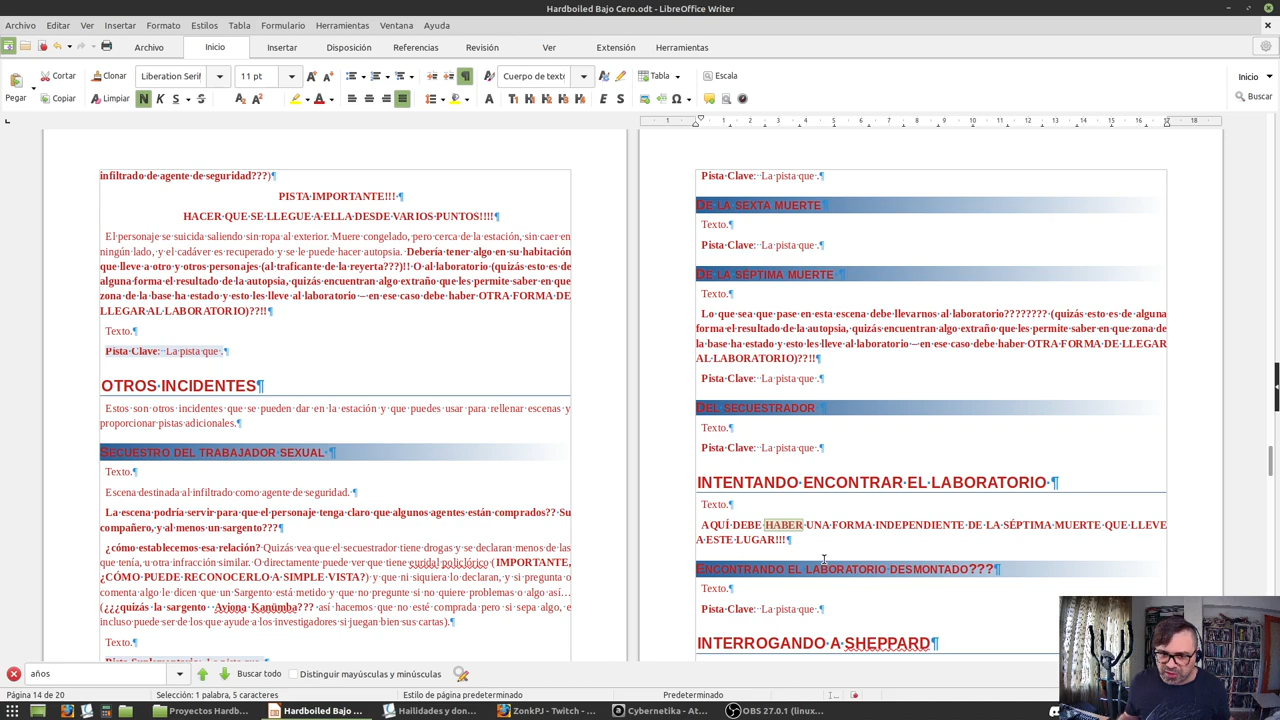 Hardboiled Bajo Cero.odt - LibreOffice Writer
Archivo Editar Ver Insertar Formato Estilos Tabla Formulario Herramientas Ventana Ayuda
Archivo Inicio Insertar Disposición Referencias Revisión Ver Extensión Herramientas
Pegar Cortar Clonar Liberation Serif 11 pt Cuerpo de texto Tabla Escala Inicio
Copiar Limpiar Buscar
infiltrado de agente de seguridad???)¶
PISTA IMPORTANTE!!! ¶
HACER QUE SE LLEGUE A ELLA DESDE VARIOS PUNTOS!!!!¶
El personaje se suicida saliendo sin ropa al exterior. Muere congelado, pero cerca de la estación, sin caer en
ningún lado, y el cadáver es recuperado y se le puede hacer autopsia. Debería tener algo en su habitación
que lleve a otro y otros personajes (al traficante de la reyerta???)!! O al laboratorio (quizás esto es de
alguna forma el resultado de la autopsia, quizás encuentran algo extraño que les permite saber en que
zona de la base ha estado y esto les lleve al laboratorio – en ese caso debe haber OTRA FORMA DE
LLEGAR AL LABORATORIO)??!!¶
Texto.¶
Pista Clave: La pista que .¶
OTROS INCIDENTES¶
Estos son otros incidentes que se pueden dar en la estación y que puedes usar para rellenar escenas y
proporcionar pistas adicionales.¶
SECUESTRO DEL TRABAJADOR SEXUAL ¶
Texto.¶
Escena destinada al infiltrado como agente de seguridad. ¶
La escena podría servir para que el personaje tenga claro que algunos agentes están comprados?? Su
compañero, y al menos un sargento???¶
¿cómo establecemos esa relación? Quizás vea que el secuestrador tiene drogas y se declaran menos de las
que tenía, u otra infracción similar. O directamente puede ver que tiene euridal policlórico (IMPORTANTE,
¿CÓMO PUEDE RECONOCERLO A SIMPLE VISTA?) y que ni siquiera lo declaran, y si pregunta o
comenta algo le dicen que un Sargento está metido y que no pregunte si no quiere problemas o algo así…
(¿¿¿quizás la sargento Aviona Kanümba??? así hacemos que no esté comprada pero si sepa algo, e
incluso puede ser de los que ayude a los investigadores si juegan bien sus cartas).¶
Texto.¶
Pista Suplementaria: La pista que
Pista Clave: La pista que .¶
DE LA SEXTA MUERTE¶
Texto.¶
Pista Clave: La pista que .¶
DE LA SÉPTIMA MUERTE ¶
Texto.¶
Lo que sea que pase en esta escena debe llevarnos al laboratorio???????? (quizás esto es de alguna
forma el resultado de la autopsia, quizás encuentran algo extraño que les permite saber en que zona de
la base ha estado y esto les lleve al laboratorio – en ese caso debe haber OTRA FORMA DE LLEGAR
AL LABORATORIO)??!!¶
Pista Clave: La pista que .¶
DEL SECUESTRADOR ¶
Texto.¶
Pista Clave: La pista que .¶
INTENTANDO ENCONTRAR EL LABORATORIO ¶
Texto.¶
AQUÍ DEBE HABER UNA FORMA INDEPENDIENTE DE LA SÉPTIMA MUERTE QUE LLEVE
A ESTE LUGAR!!!¶
ENCONTRANDO EL LABORATORIO DESMONTADO???¶
Texto.¶
Pista Clave: La pista que .¶
INTERROGANDO A SHEPPARD¶
años Buscar todo Distinguir mayúsculas y minúsculas
Página 14 de 20 Selección: 1 palabra, 5 caracteres Estilo de página predeterminado Predeterminado
Proyectos Hardb... Hardboiled Bajo ... Hailidades y don... ZonkPJ - Twitch - ... Cybernetika - At... OBS 27.0.1 (linux...